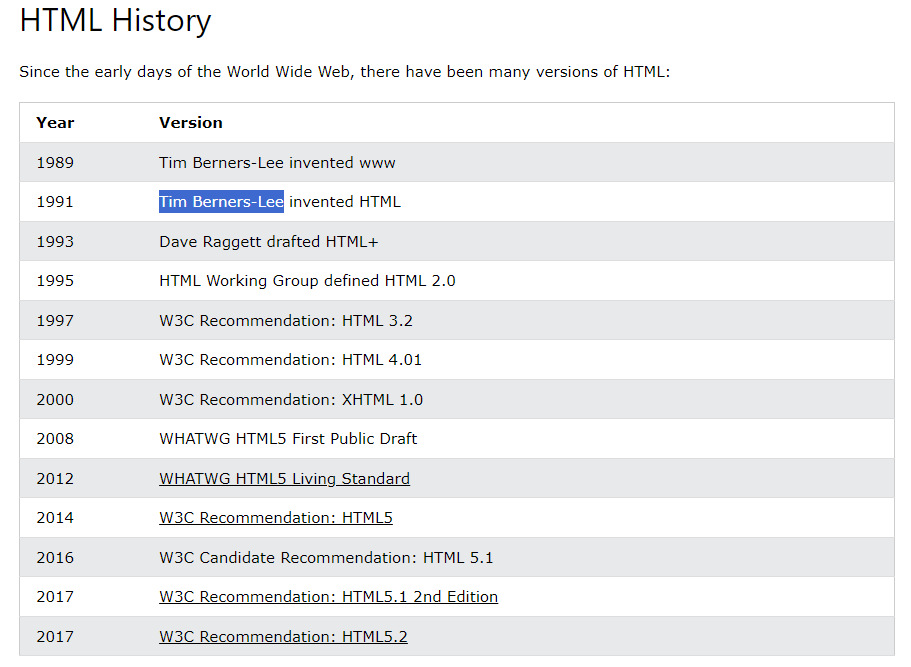 HTML History
Since the early days of the World Wide Web, there have been many versions of HTML:
Year Version
1989 Tim Berners-Lee invented www
1991 Tim Berners-Lee invented HTML
1993 Dave Raggett drafted HTML+
1995 HTML Working Group defined HTML 2.0
1997 W3C Recommendation: HTML 3.2
1999 W3C Recommendation: HTML 4.01
2000 W3C Recommendation: XHTML 1.0
2008 WHATWG HTML5 First Public Draft
2012 WHATWG HTML5 Living Standard
2014 W3C Recommendation: HTML5
2016 W3C Candidate Recommendation: HTML 5.1
2017 W3C Recommendation: HTML5.1 2nd Edition
2017 W3C Recommendation: HTML5.2